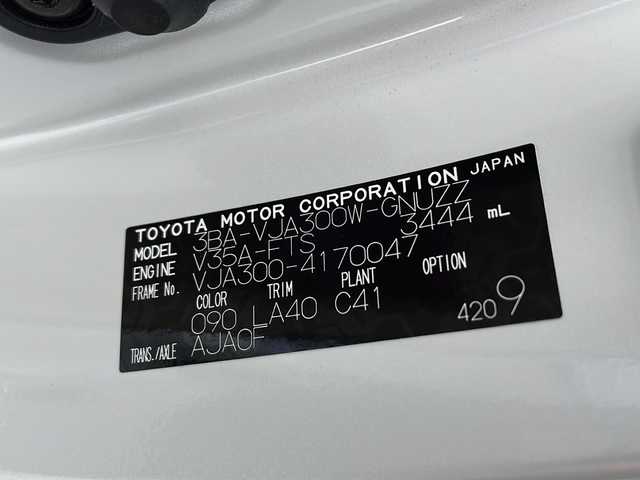 TOYOTA MOTOR CORPORATION JAPAN
MODEL 3BA-VJA300W-GNUZZ
ENGINE V35A-FTS 3444 mL
FRAME No. VJA300-4170047
COLOR TRIM PLANT OPTION
090 LA40 C41
TRANS./AXLE AJA0F 4209